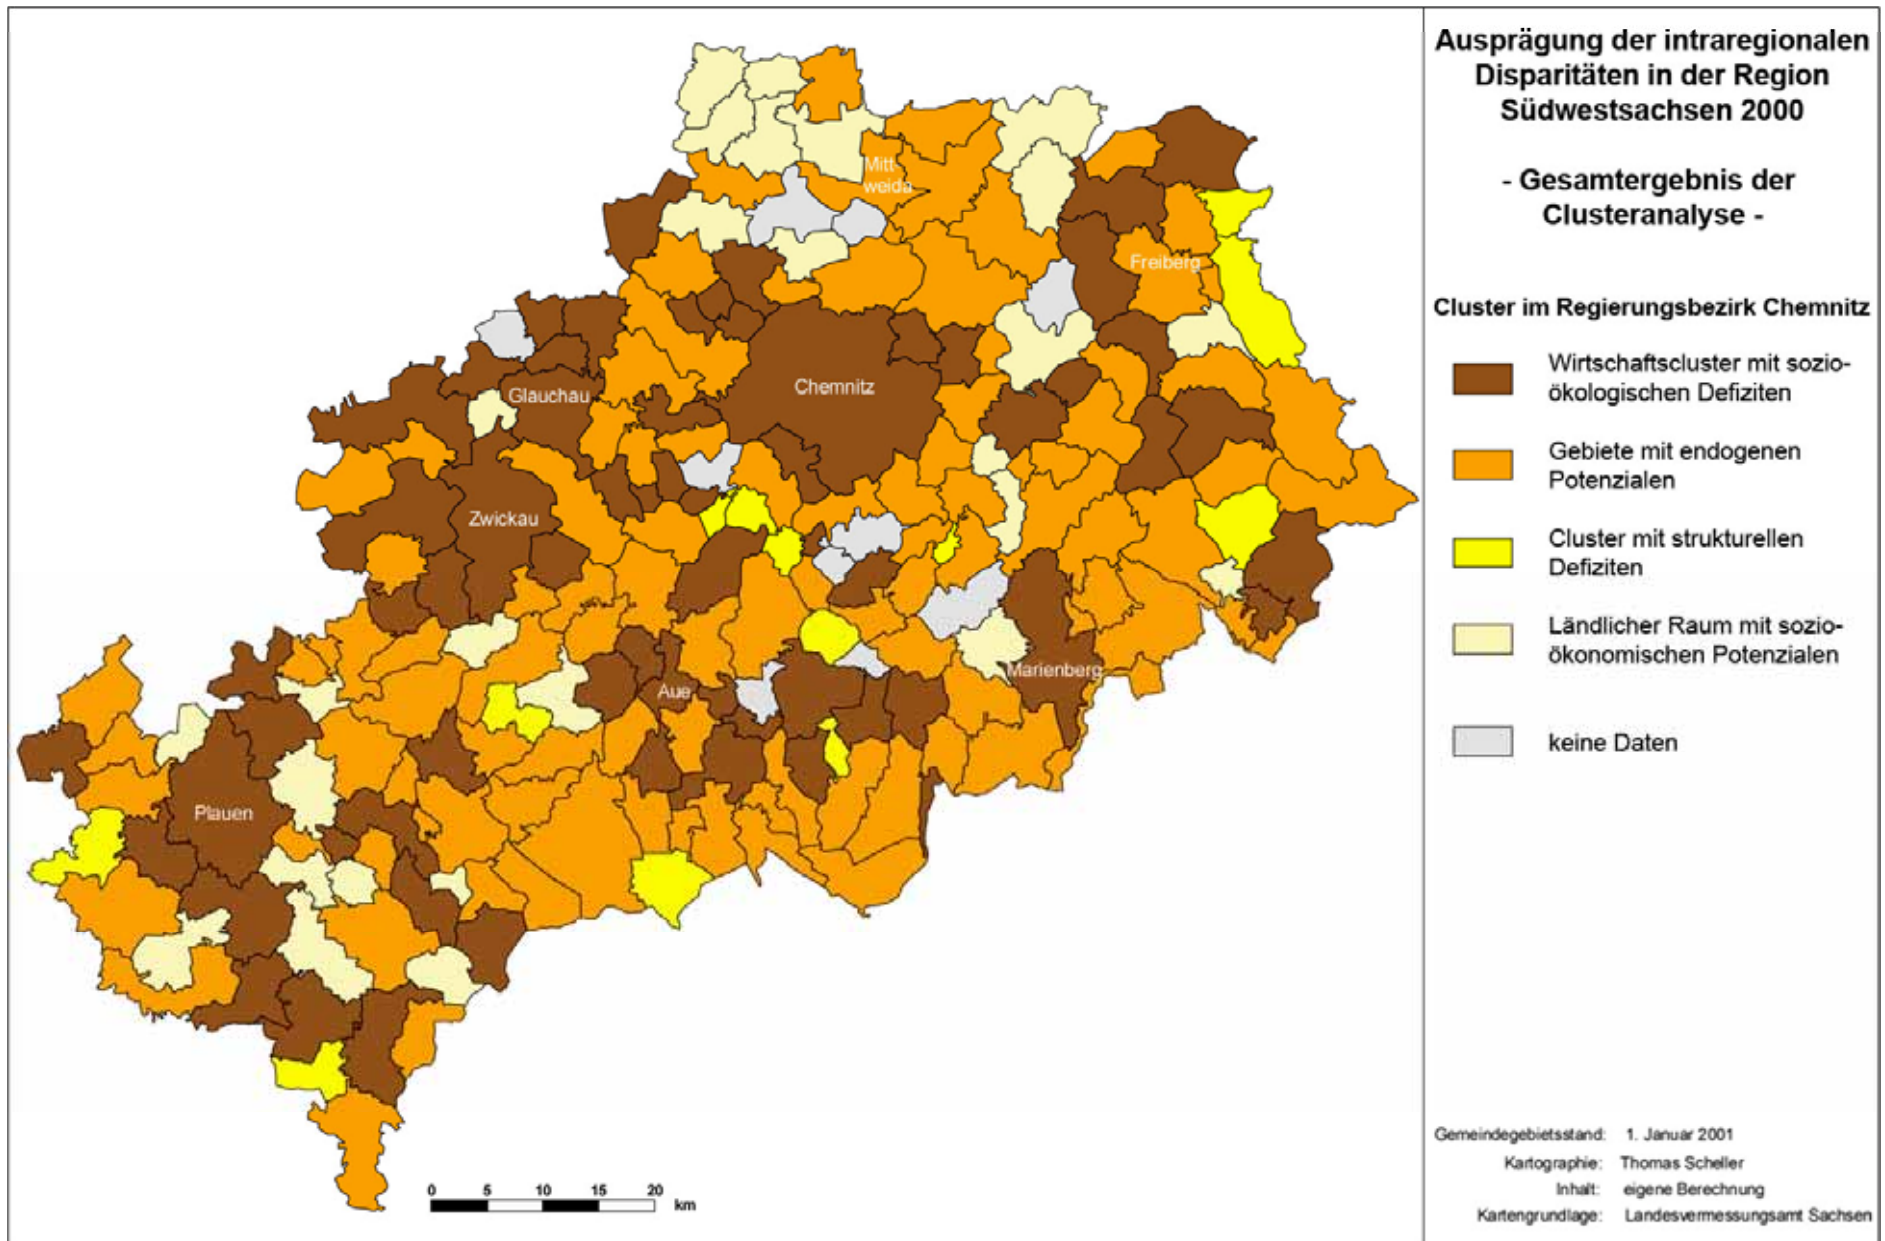 Ausprägung der intraregionalen
Disparitäten in der Region
Südwestsachsen 2000
- Gesamtergebnis der
Clusteranalyse -
Cluster im Regierungsbezirk Chemnitz
Wirtschaftscluster mit sozio-
ökologischen Defiziten
Gebiete mit endogenen
Potenzialen
Cluster mit strukturellen
Defiziten
Ländlicher Raum mit sozio-
ökonomischen Potenzialen
keine Daten
Gemeindegebietsstand: 1. Januar 2001
Kartographie: Thomas Scheller
Inhalt: eigene Berechnung
Kartengrundlage: Landesvermessungsamt Sachsen
Mitt-
weida
Freiberg
Chemnitz
Glauchau
Zwickau
Marienberg
Aue
Plauen
0 5 10 15 20
km